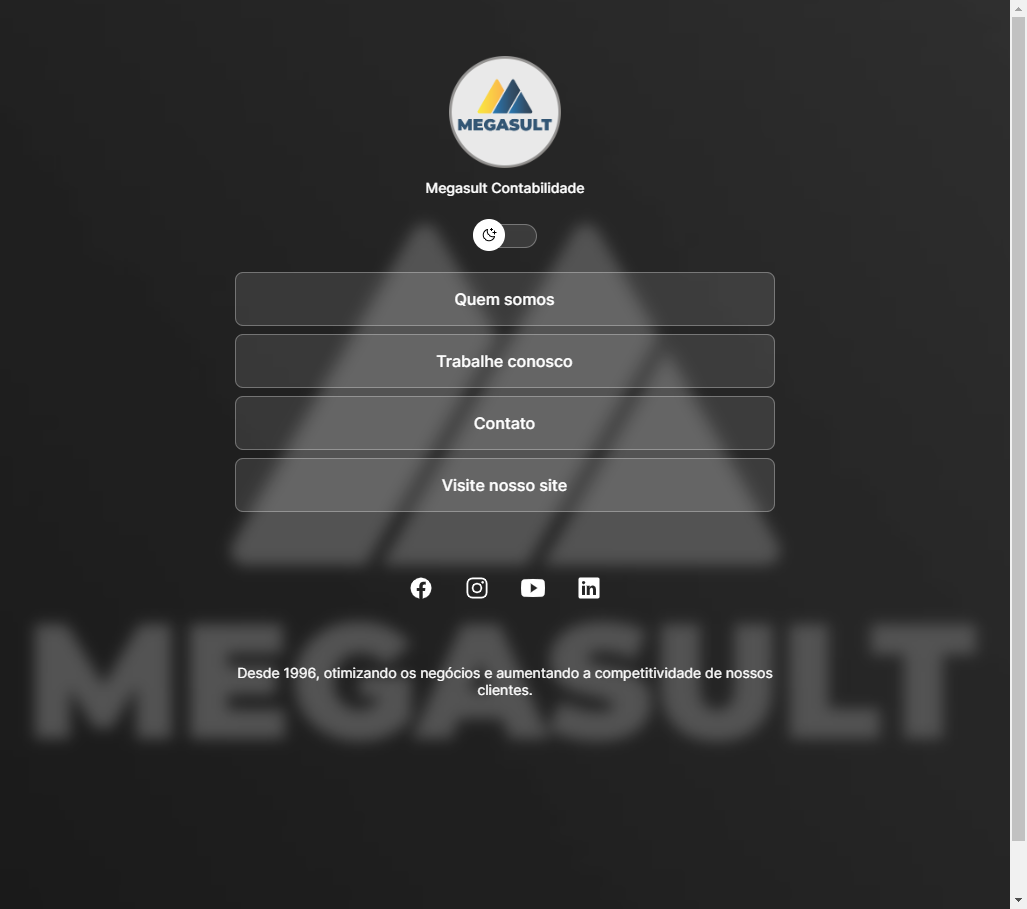 MEGASULT
Megasult Contabilidade
Quem somos
Trabalhe conosco
Contato
Visite nosso site
MEGASULT
Desde 1996, otimizando os negócios e aumentando a competitividade de nossos
clientes.